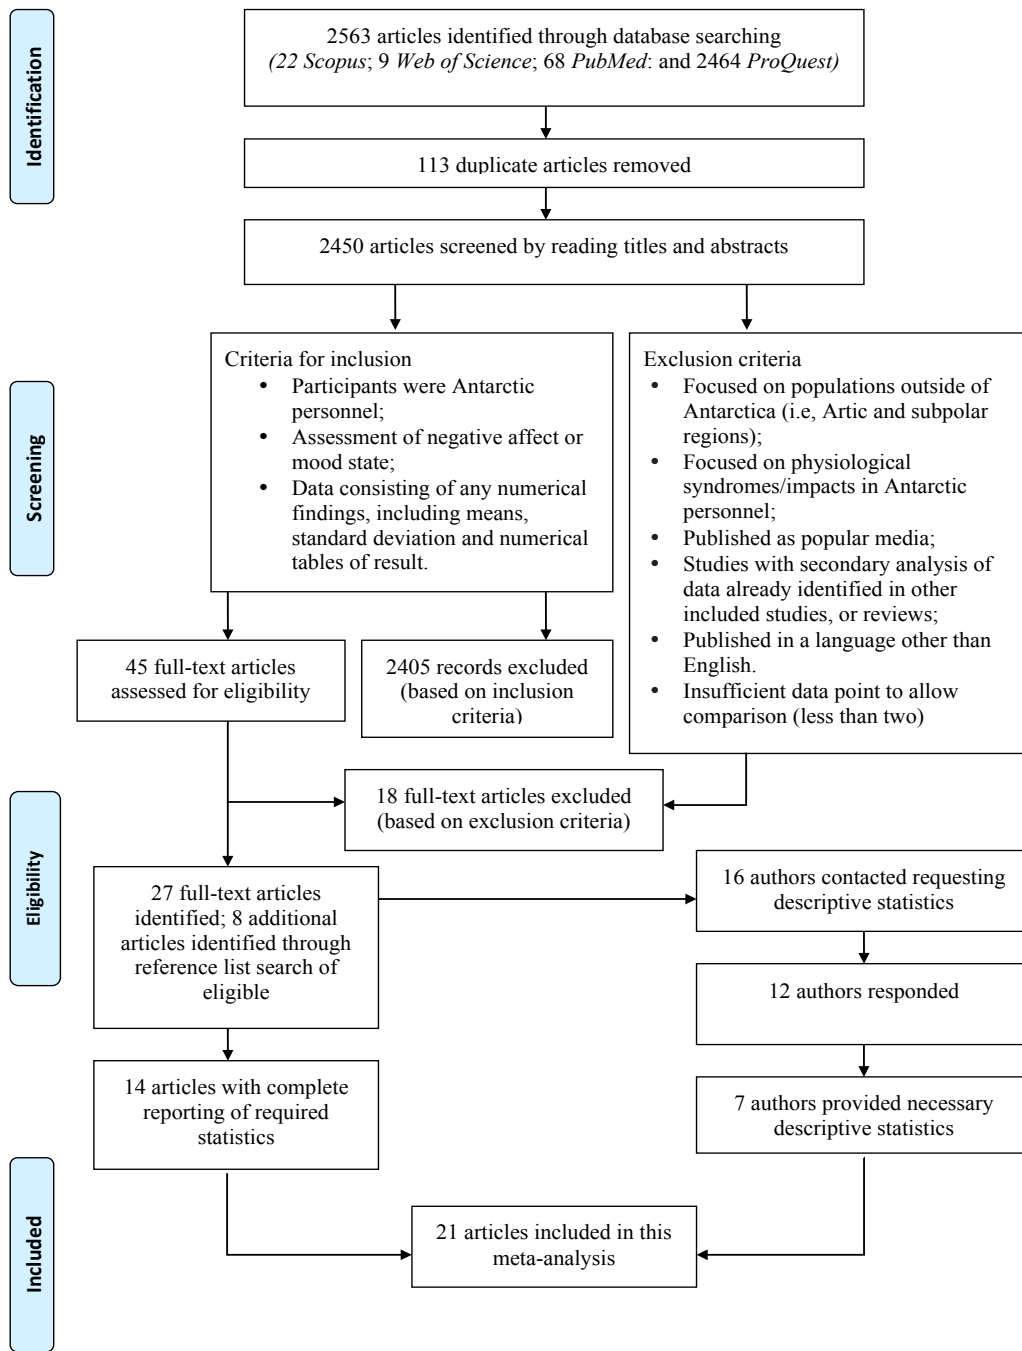 Identification
2563 articles identified through database searching
(22 Scopus; 9 Web of Science; 68 PubMed: and 2464 ProQuest)
113 duplicate articles removed
2450 articles screened by reading titles and abstracts
Screening
Criteria for inclusion
• Participants were Antarctic
personnel;
• Assessment of negative affect or
mood state;
• Data consisting of any numerical
findings, including means,
standard deviation and numerical
tables of result.
Exclusion criteria
• Focused on populations outside of
Antarctica (i.e, Artic and subpolar
regions);
• Focused on physiological
syndromes/impacts in Antarctic
personnel;
• Published as popular media;
• Studies with secondary analysis of
data already identified in other
included studies, or reviews;
• Published in a language other than
English.
• Insufficient data point to allow
comparison (less than two)
45 full-text articles
assessed for eligibility
2405 records excluded
(based on inclusion
criteria)
18 full-text articles excluded
(based on exclusion criteria)
Eligibility
27 full-text articles
identified; 8 additional
articles identified through
reference list search of
eligible
16 authors contacted requesting
descriptive statistics
12 authors responded
14 articles with complete
reporting of required
statistics
7 authors provided necessary
descriptive statistics
Included
21 articles included in this
meta-analysis